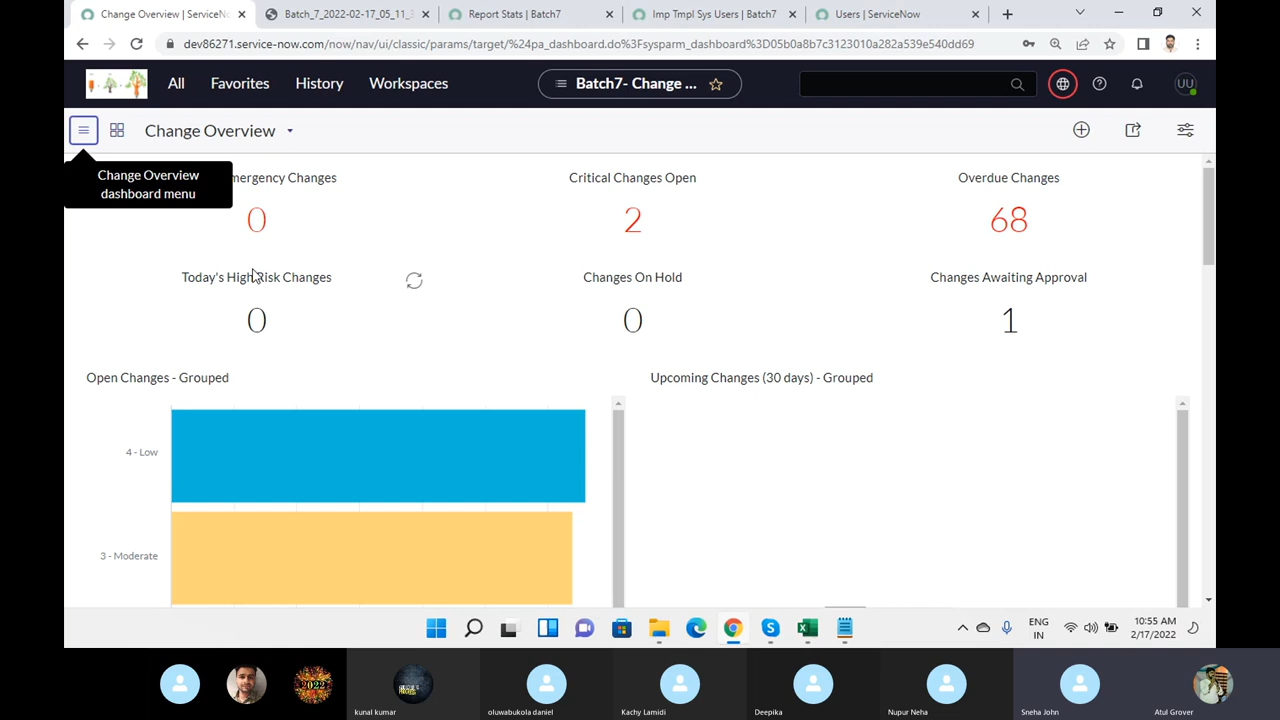 Change Overview | ServiceNo
Batch_7_2022-02-17_05_11_3
Report Stats | Batch7
Imp Tmpl Sys Users | Batch7
Users | ServiceNow
dev86271.service-now.com/now/nav/ui/classic/params/target/%24pa_dashboard.do%3Fsysparm_dashboard%3D05b0a8b7c3123010a282a539e540dd69
All
Favorites
History
Workspaces
Batch7- Change ...
UU
Change Overview
Change Overview
dashboard menu
mergency Changes
Critical Changes Open
Overdue Changes
0
2
68
Today's High Risk Changes
Changes On Hold
Changes Awaiting Approval
0
0
1
Open Changes - Grouped
Upcoming Changes (30 days) - Grouped
4 - Low
3 - Moderate
ENG
IN
10:55 AM
2/17/2022
2022
kunal kumar
oluwabukola daniel
Kachy Lamidi
Deepika
Nupur Neha
Sneha John
Atul Grover